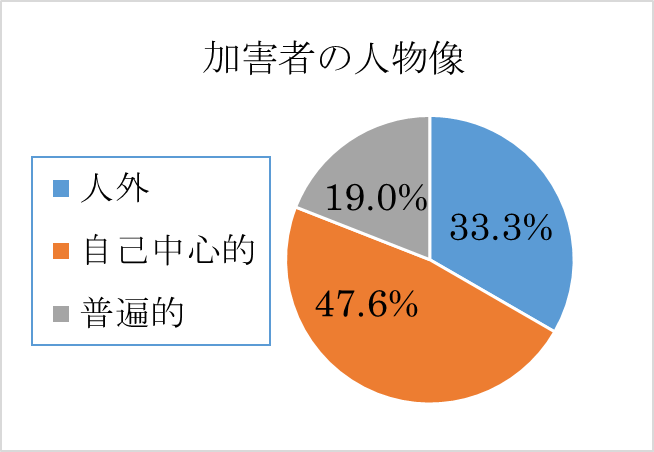 加害者の人物像
人外
自己中心的
普遍的
19.0%
33.3%
47.6%